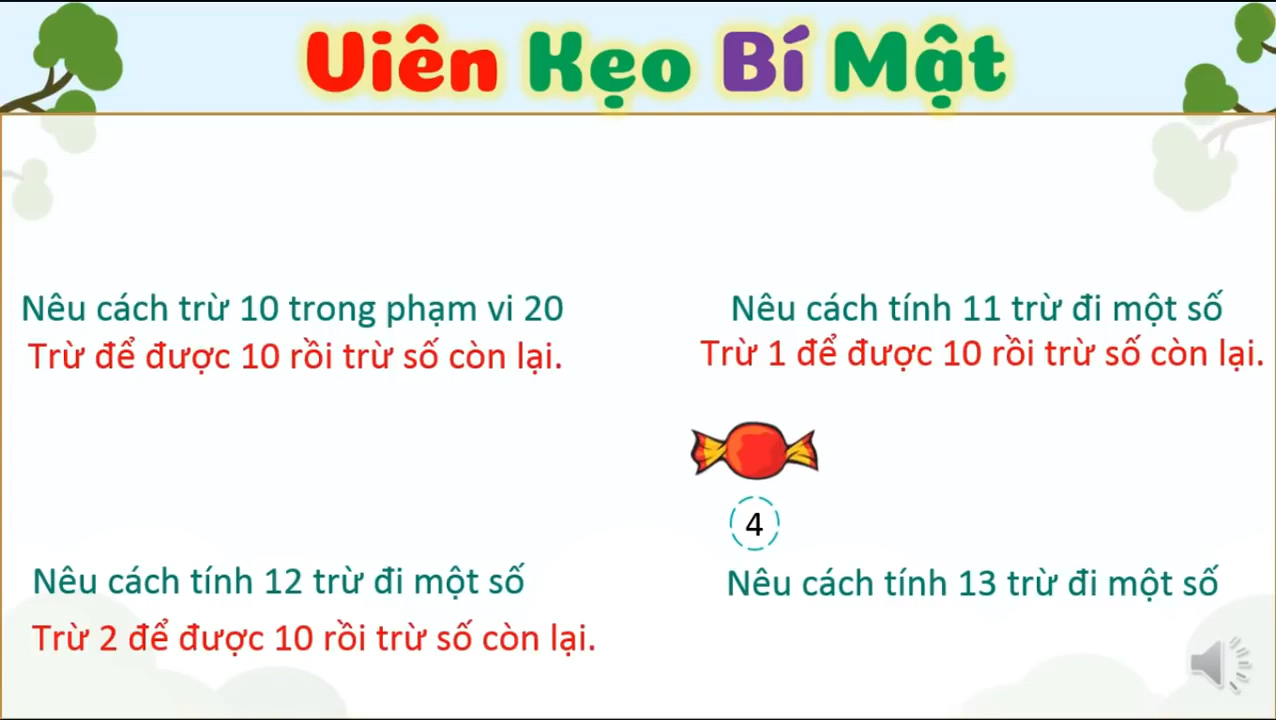 Viên Kẹo Bí Mật
Nêu cách trừ 10 trong phạm vi 20
Trừ để được 10 rồi trừ số còn lại.
Nêu cách tính 11 trừ đi một số
Trừ 1 để được 10 rồi trừ số còn lại.
4
Nêu cách tính 12 trừ đi một số
Trừ 2 để được 10 rồi trừ số còn lại.
Nêu cách tính 13 trừ đi một số